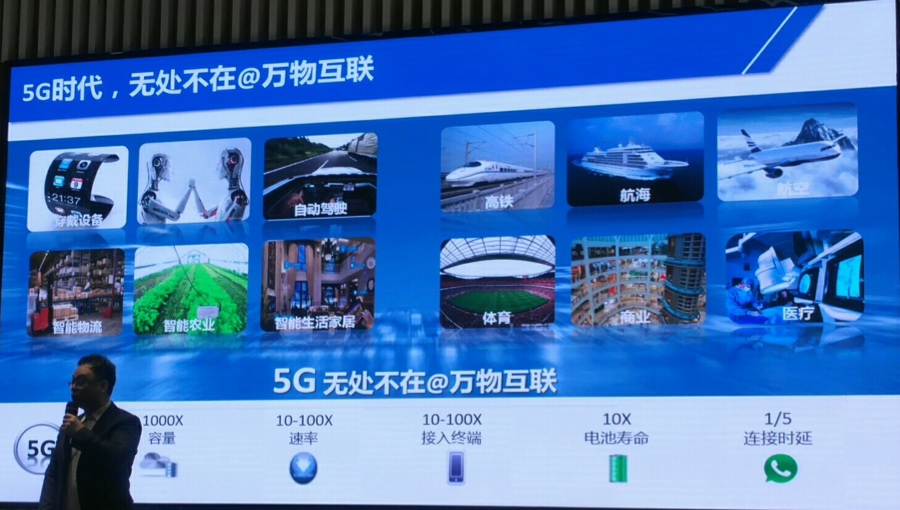 5G时代，无处不在@万物互联
21:37
穿戴设备
自动驾驶
高铁
航海
航空
智能物流
智能农业
智能生活家居
体育
商业
医疗
5G 无处不在@万物互联
5G
1000X
容量
10-100X
速率
10-100X
接入终端
10X
电池寿命
1/5
连接时延